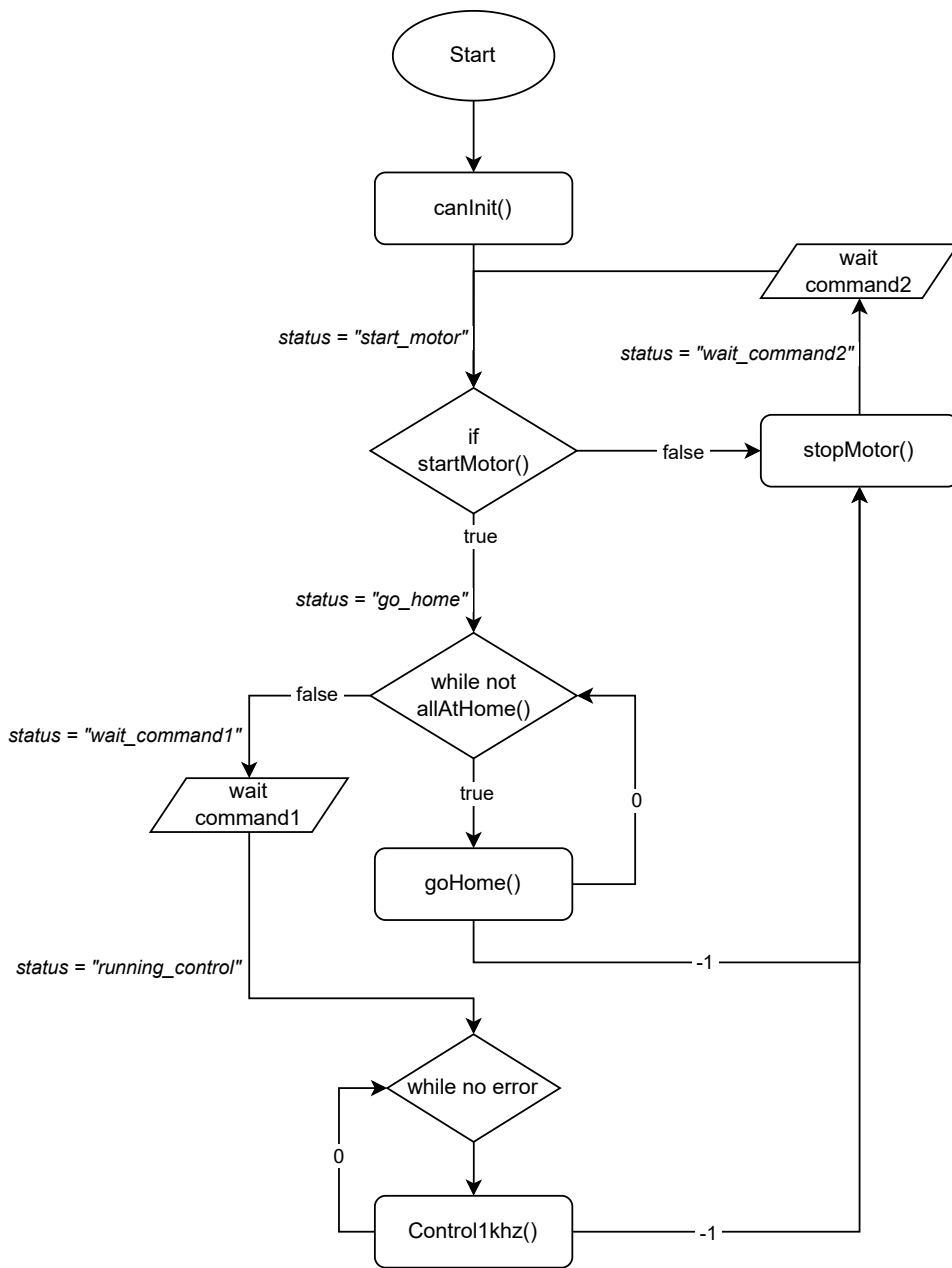 Start
canInit()
wait
command2
status = "start_motor"
status = "wait_command2"
if
startMotor()
false
stopMotor()
true
status = "go_home"
while not
allAtHome()
false
status = "wait_command1"
wait
command1
true
0
goHome()
status = "running_control"
-1
while no error
0
Control1khz()
-1